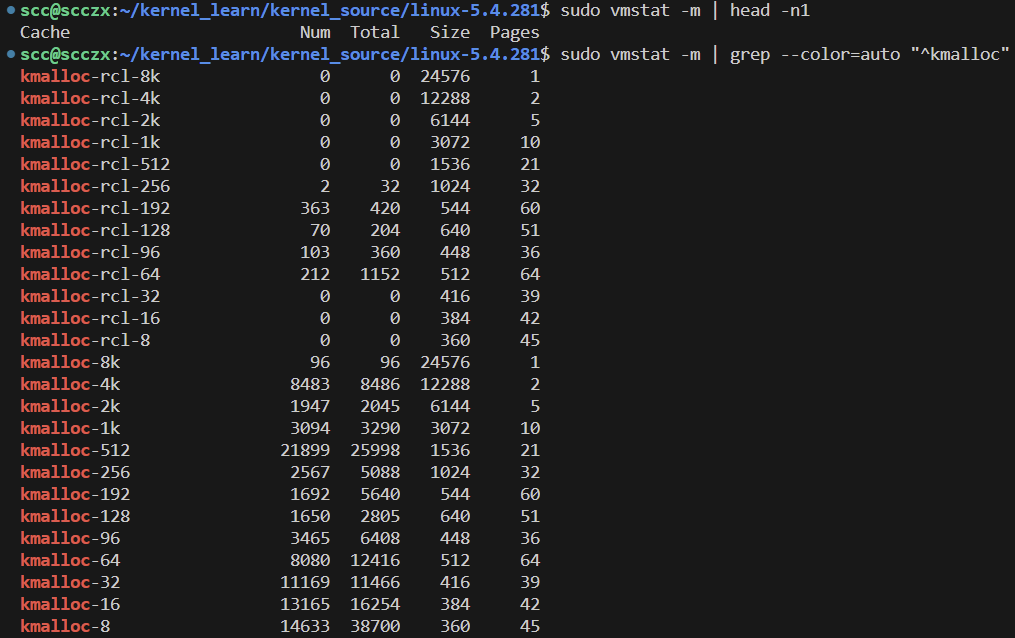 scc@scczx:~/kernel_learn/kernel_source/linux-5.4.281$ sudo vmstat -m | head -n1
Cache                       Num  Total   Size  Pages
scc@scczx:~/kernel_learn/kernel_source/linux-5.4.281$ sudo vmstat -m | grep --color=auto "^kmalloc"
kmalloc-rcl-8k                0      0  24576      1
kmalloc-rcl-4k                0      0  12288      2
kmalloc-rcl-2k                0      0   6144      5
kmalloc-rcl-1k                0      0   3072     10
kmalloc-rcl-512               0      0   1536     21
kmalloc-rcl-256               2     32   1024     32
kmalloc-rcl-192             363    420    544     60
kmalloc-rcl-128              70    204    640     51
kmalloc-rcl-96              103    360    448     36
kmalloc-rcl-64              212   1152    512     64
kmalloc-rcl-32                0      0    416     39
kmalloc-rcl-16                0      0    384     42
kmalloc-rcl-8                 0      0    360     45
kmalloc-8k                   96     96  24576      1
kmalloc-4k                 8483   8486  12288      2
kmalloc-2k                 1947   2045   6144      5
kmalloc-1k                 3094   3290   3072     10
kmalloc-512               21899  25998   1536     21
kmalloc-256                2567   5088   1024     32
kmalloc-192                1692   5640    544     60
kmalloc-128                1650   2805    640     51
kmalloc-96                 3465   6408    448     36
kmalloc-64                 8080  12416    512     64
kmalloc-32                11169  11466    416     39
kmalloc-16                13165  16254    384     42
kmalloc-8                 14633  38700    360     45